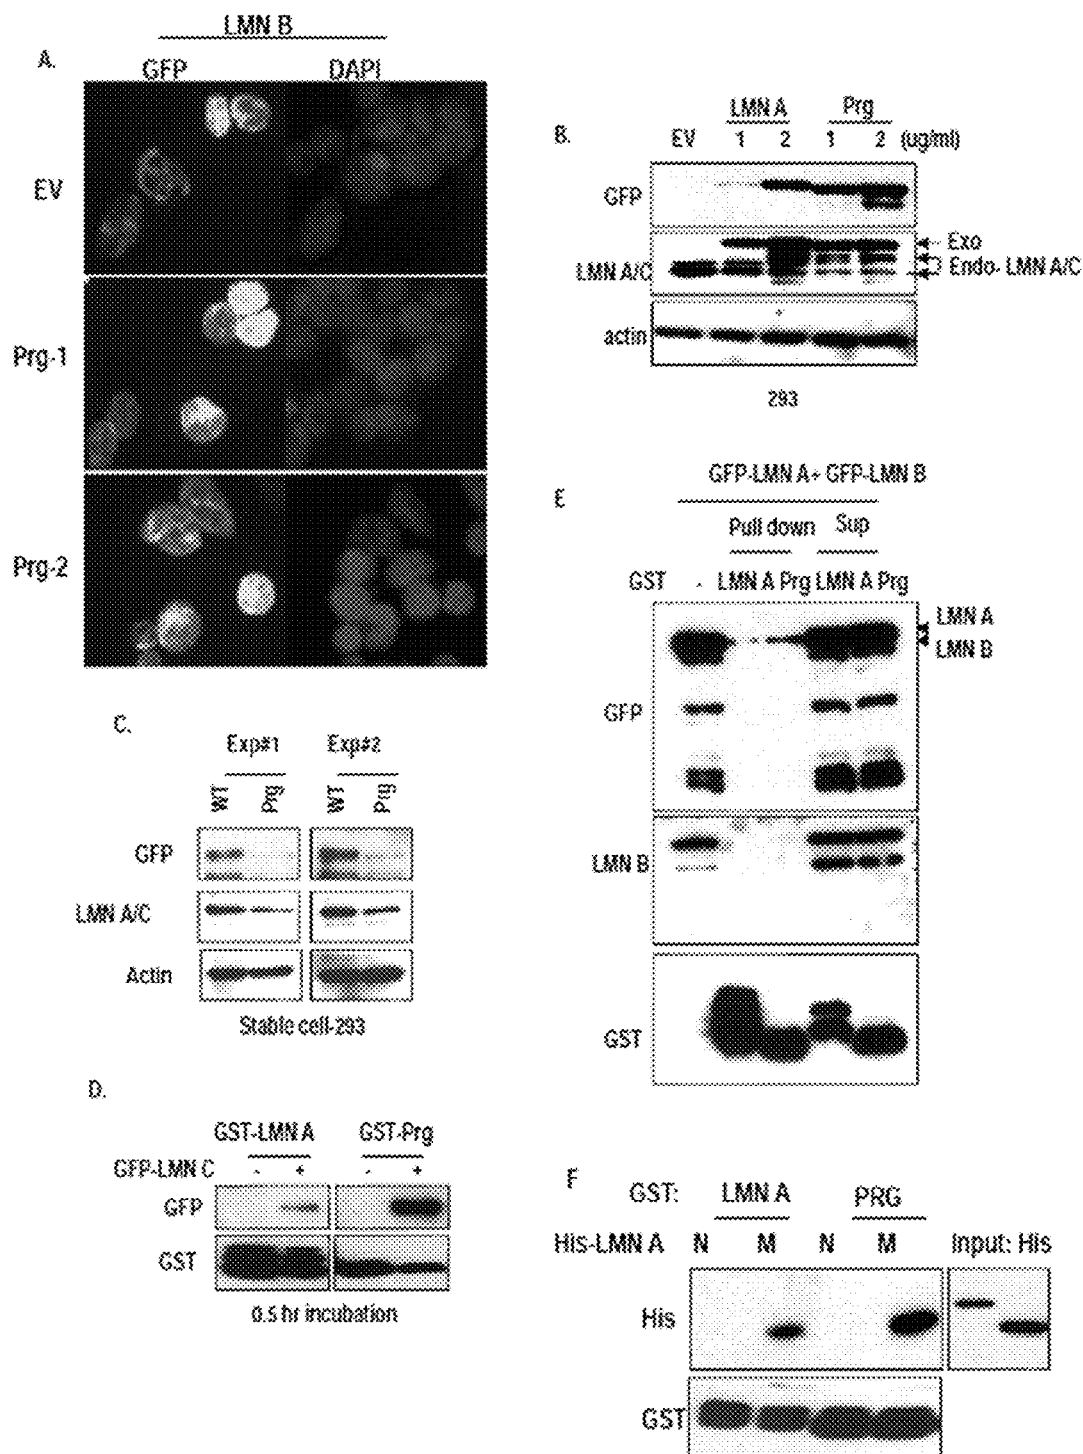 A.
LMN B
GFP DAPI
EV
Prg-1
Prg-2
B.
LMN A Prg
EV 1 2 1 2 (ug/ml)
GFP
LMN A/C
Exo
Endo- LMN A/C
actin
293
C.
Exp#1 Exp#2
WT Prg WT Prg
GFP
LMN A/C
Actin
Stable cell-293
D.
GST-LMN A GST-Prg
GFP-LMN C - + - +
GFP
GST
0.5 hr incubation
E
GFP-LMN A+ GFP-LMN B
Pull down Sup
GST - LMN A Prg LMN A Prg
LMN A
LMN B
GFP
LMN B
GST
F
GST: LMN A PRG
His-LMN A N M N M Input: His
His
GST